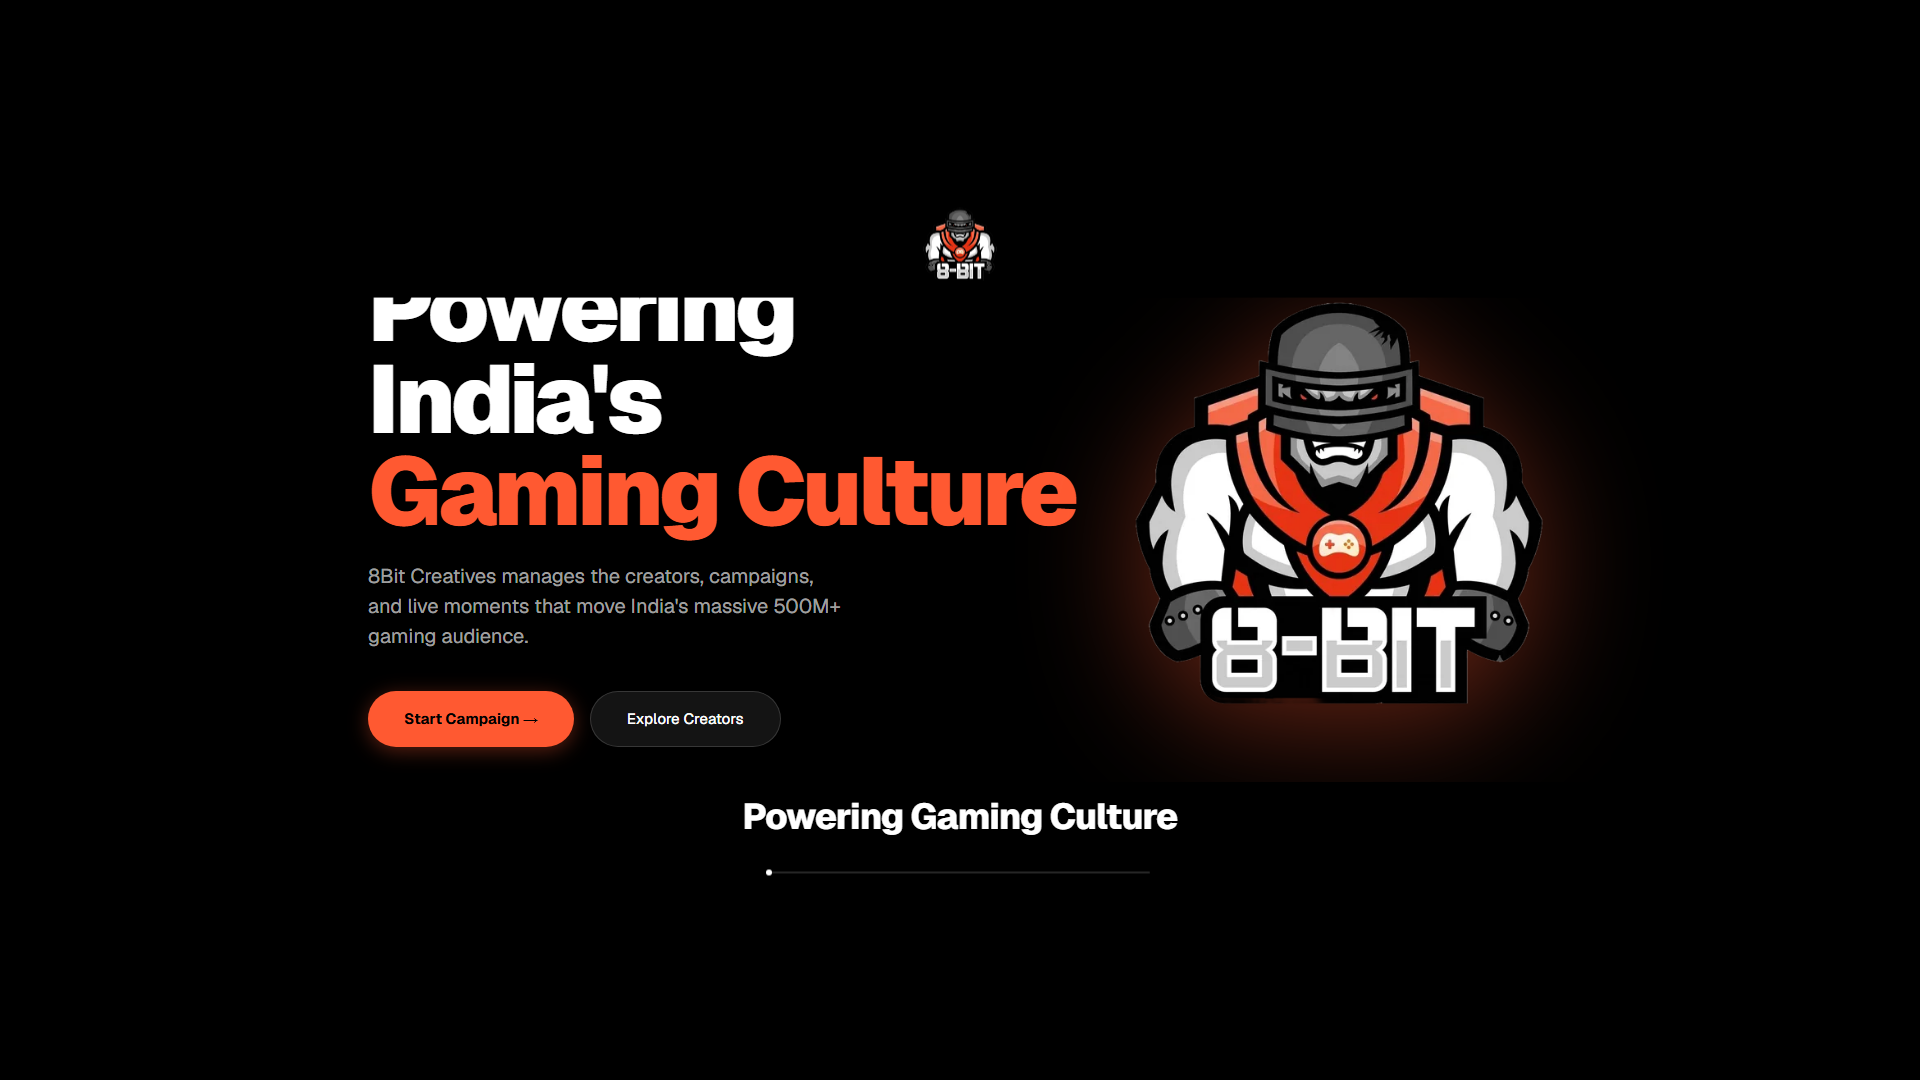 8-BIT
Powering
India's
Gaming Culture
8Bit Creatives manages the creators, campaigns,
and live moments that move India's massive 500M+
gaming audience.
Start Campaign →
Explore Creators
8-BIT
Powering Gaming Culture